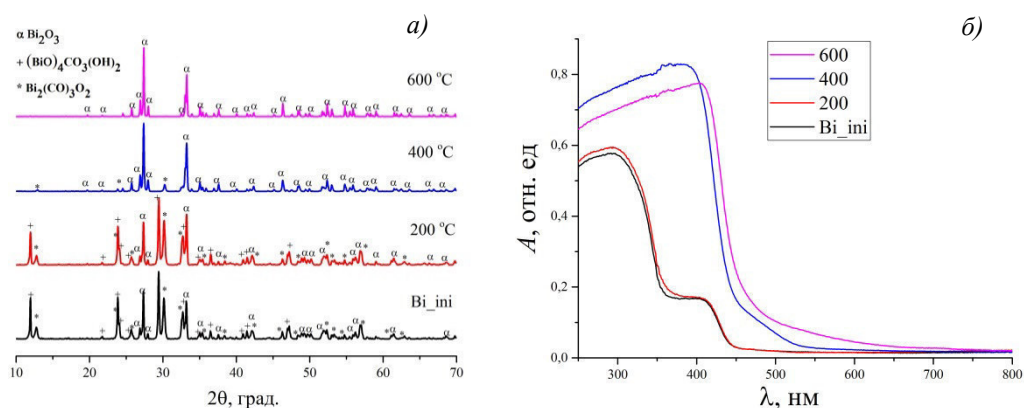 а)
α Bi₂O₃
+ (BiO)₄CO₃(OH)₂
* Bi₂(CO)₃O₂
600 °C
400 °C
200 °C
Bi_ini
10 20 30 40 50 60 70
2θ, град.
б)
600
400
200
Bi_ini
0,8
0,6
0,4
0,2
0,0
A, отн. ед
300 400 500 600 700 800
λ, нм